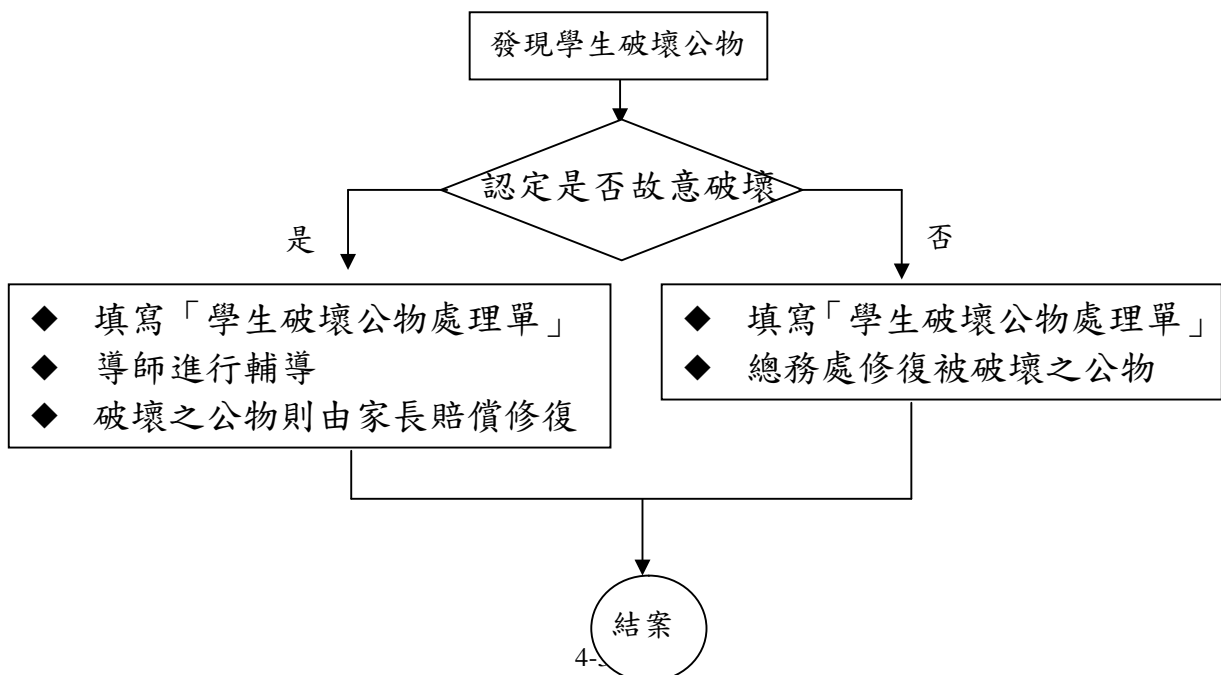 發現學生破壞公物
認定是否故意破壞
是
否
◆ 填寫「學生破壞公物處理單」
◆ 導師進行輔導
◆ 破壞之公物則由家長賠償修復
◆ 填寫「學生破壞公物處理單」
◆ 總務處修復被破壞之公物
結案
4-